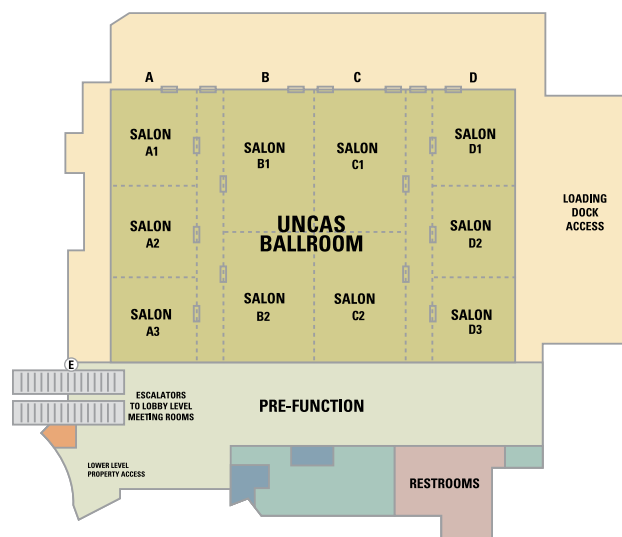 A
B
C
D
SALON
A1
SALON
B1
SALON
C1
SALON
D1
LOADING
DOCK
ACCESS
SALON
A2
UNCAS
BALLROOM
SALON
D2
SALON
A3
SALON
B2
SALON
C2
SALON
D3
E
ESCALATORS
TO LOBBY LEVEL
MEETING ROOMS
PRE-FUNCTION
LOWER LEVEL
PROPERTY ACCESS
RESTROOMS